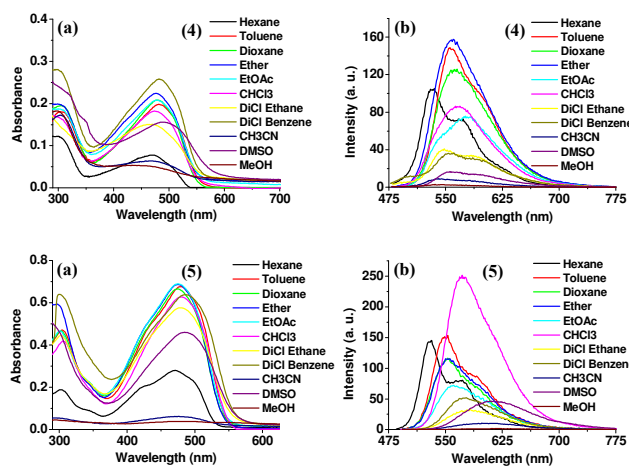 (a) (4)
0.4
0.3
0.2
0.1
0.0
Absorbance
300 400 500 600 700
Wavelength (nm)
Hexane
Toluene
Dioxane
Ether
EtOAc
CHCl3
DiCl Ethane
DiCl Benzene
CH3CN
DMSO
MeOH
(b) (4)
160
120
80
40
0
Intensity (a. u.)
475 550 625 700 775
Wavelength (nm)
Hexane
Toluene
Dioxane
Ether
EtOAc
CHCl3
DiCl Ethane
DiCl Benzene
CH3CN
DMSO
MeOH
(a) (5)
0.8
0.6
0.4
0.2
0.0
Absorbance
300 400 500 600
Wavelength (nm)
Hexane
Toluene
Dioxane
Ether
EtOAc
CHCl3
DiCl Ethane
DiCl Benzene
CH3CN
DMSO
MeOH
(b) (5)
250
200
150
100
50
0
Intensity (a. u.)
475 550 625 700 775
Wavelength (nm)
Hexane
Toluene
Dioxane
Ether
EtOAc
CHCl3
DiCl Ethane
DiCl Benzene
CH3CN
DMSO
MeOH